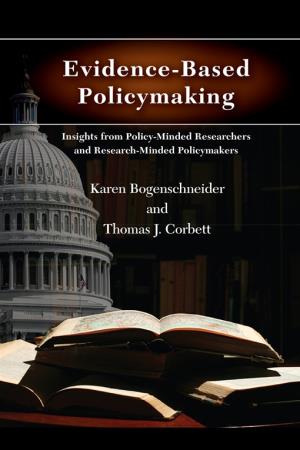 Evidence-Based
Policymaking
Insights from Policy-Minded Researchers
and Research-Minded Policymakers
Karen Bogenschneider
and
Thomas J. Corbett